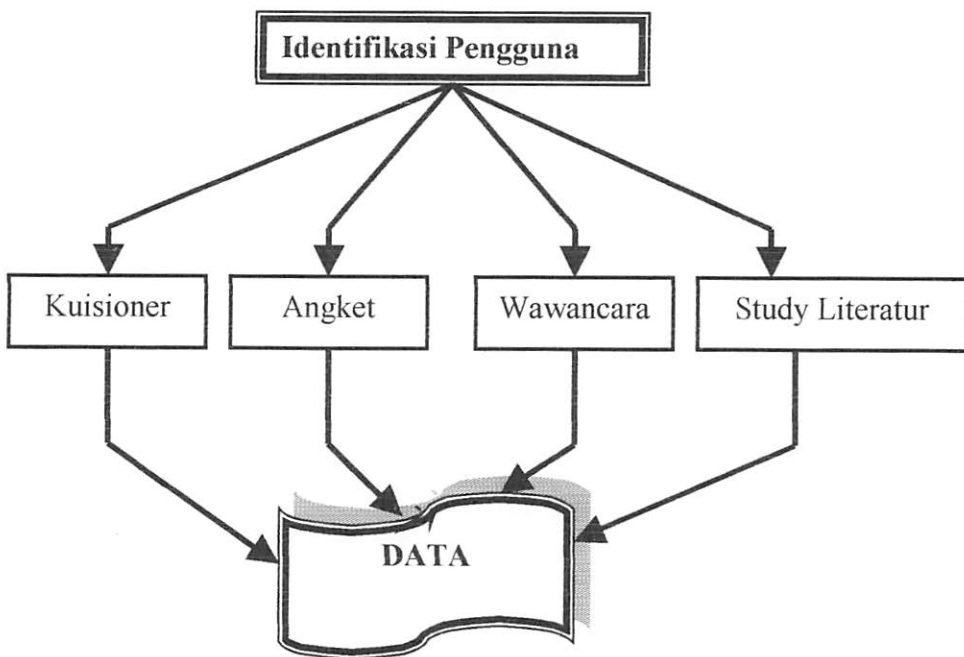 Identifikasi Pengguna
Kuisioner
Angket
Wawancara
Study Literatur
DATA